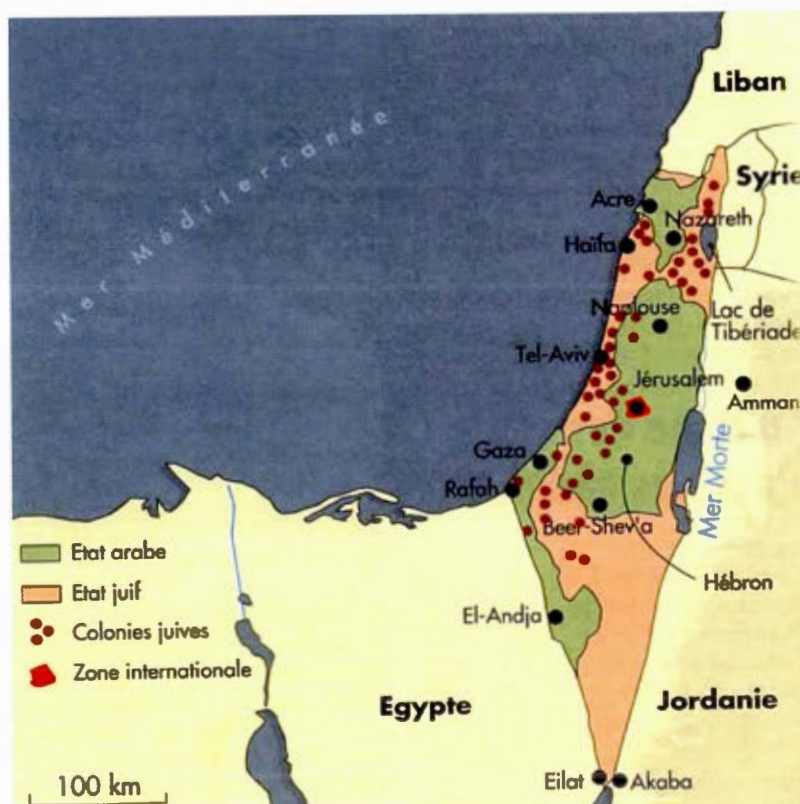 Liban
Mer Méditerranée
Syrie
Acre
Nazareth
Haïfa
Naplouse
Lac de
Tibériade
Tel-Aviv
Jérusalem
Amman
Gaza
Mer Morte
Rafah
Beer-Shev'a
Etat arabe
Etat juif
Hébron
El-Andja
Colonies juives
Zone internationale
Egypte
Jordanie
100 km
Eilat
Akaba